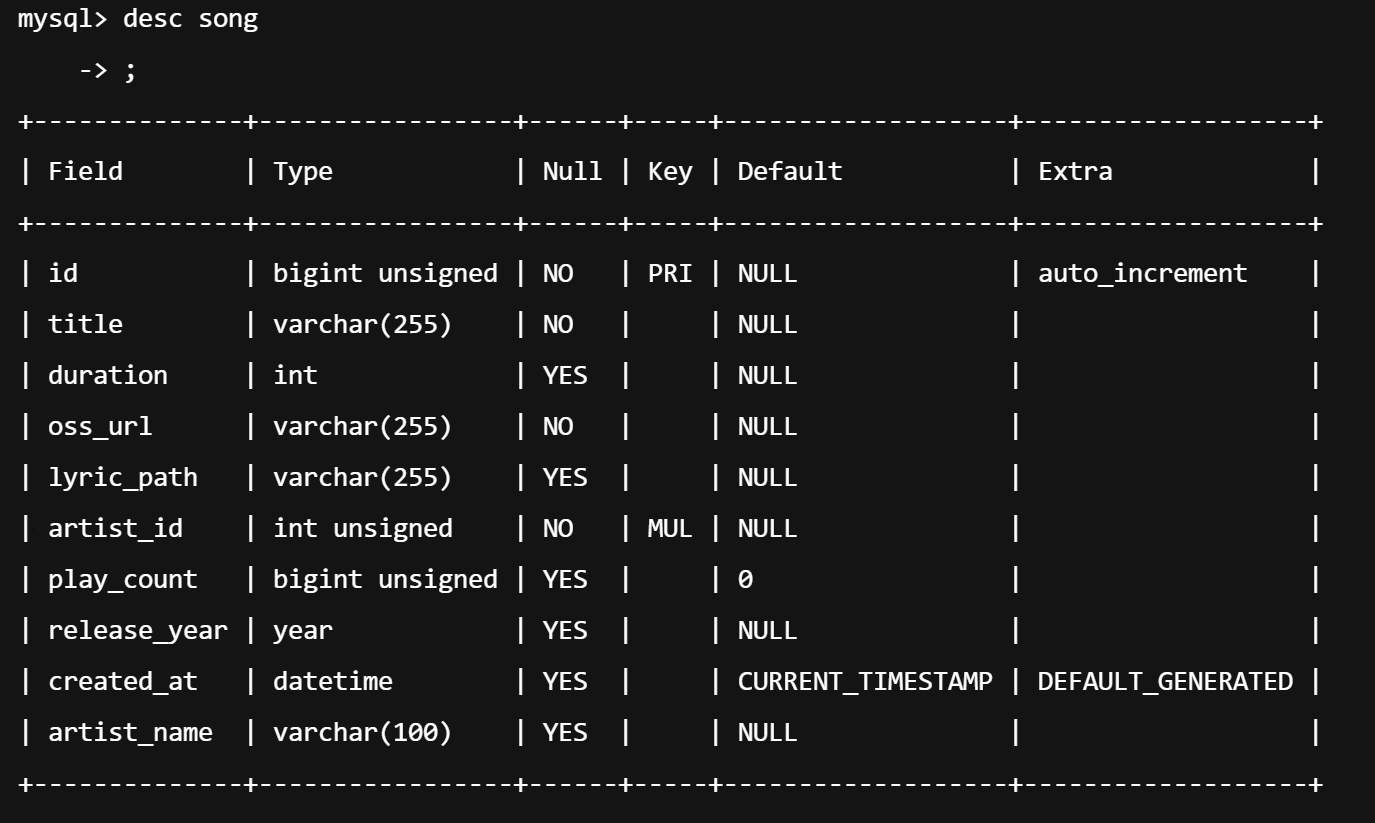 mysql> desc song
    -> ;
+--------------+-----------------+------+-----+-------------------+-------------------+
| Field        | Type            | Null | Key | Default           | Extra             |
+--------------+-----------------+------+-----+-------------------+-------------------+
| id           | bigint unsigned | NO   | PRI | NULL              | auto_increment    |
| title        | varchar(255)    | NO   |     | NULL              |                   |
| duration     | int             | YES  |     | NULL              |                   |
| oss_url      | varchar(255)    | NO   |     | NULL              |                   |
| lyric_path   | varchar(255)    | YES  |     | NULL              |                   |
| artist_id    | int unsigned    | NO   | MUL | NULL              |                   |
| play_count   | bigint unsigned | YES  |     | 0                 |                   |
| release_year | year            | YES  |     | NULL              |                   |
| created_at   | datetime        | YES  |     | CURRENT_TIMESTAMP | DEFAULT_GENERATED |
| artist_name  | varchar(100)    | YES  |     | NULL              |                   |
+--------------+-----------------+------+-----+-------------------+-------------------+